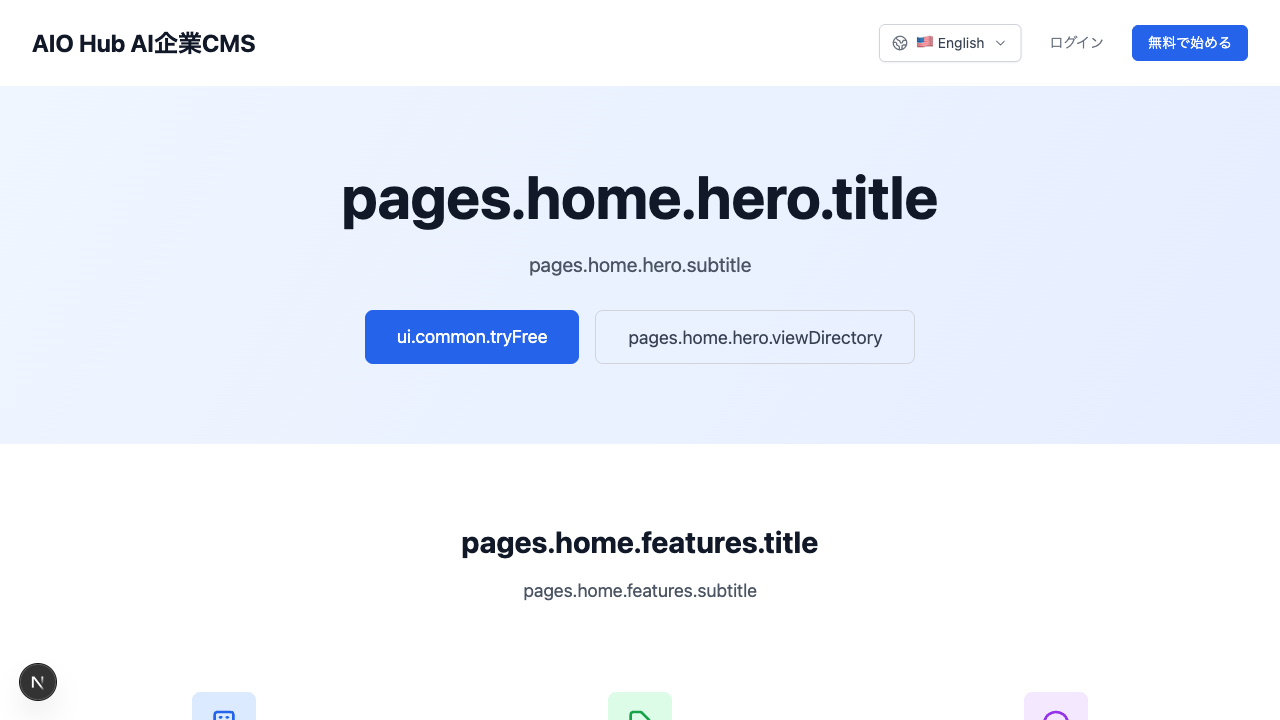 AIO Hub AI企業CMS
🇺🇸 English
ログイン
無料で始める
pages.home.hero.title
pages.home.hero.subtitle
ui.common.tryFree
pages.home.hero.viewDirectory
pages.home.features.title
pages.home.features.subtitle
N